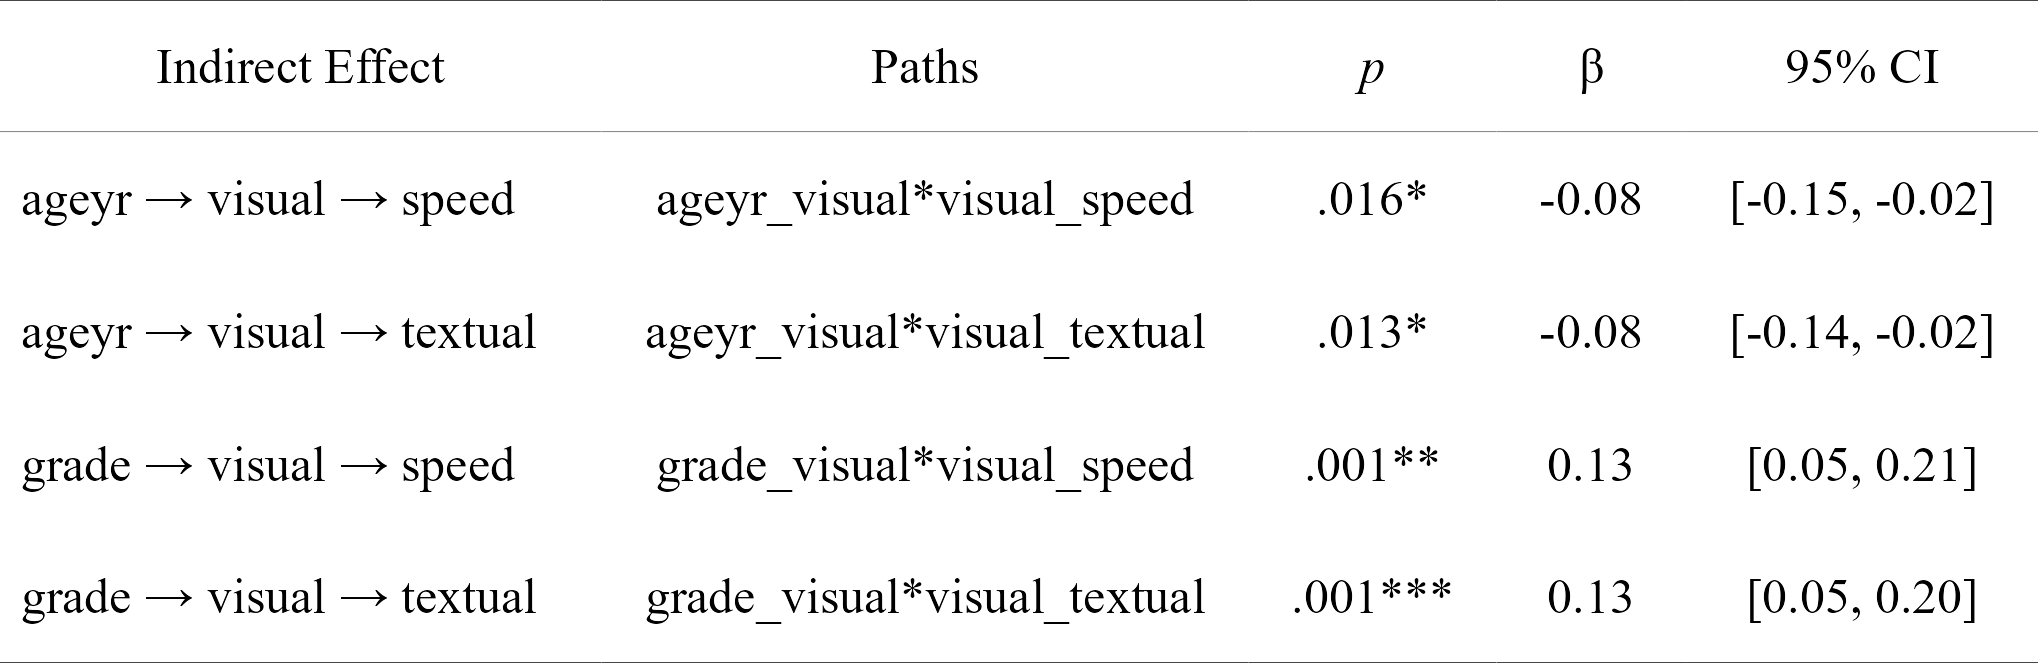 Indirect Effect Paths p β 95% CI
ageyr → visual → speed ageyr_visual*visual_speed .016* -0.08 [-0.15, -0.02]
ageyr → visual → textual ageyr_visual*visual_textual .013* -0.08 [-0.14, -0.02]
grade → visual → speed grade_visual*visual_speed .001** 0.13 [0.05, 0.21]
grade → visual → textual grade_visual*visual_textual .001*** 0.13 [0.05, 0.20]